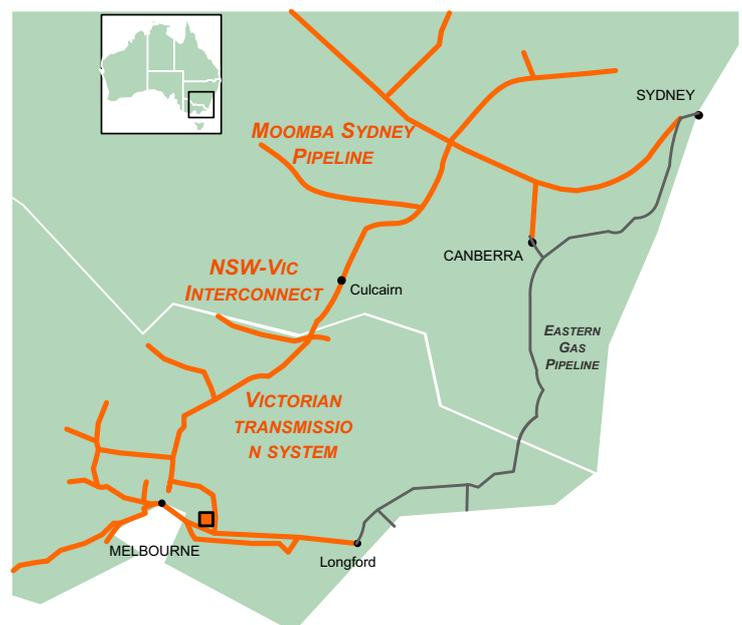 SYDNEY
MOOMBA SYDNEY
PIPELINE
CANBERRA
NSW-VIC
INTERCONNECT
Culcairn
EASTERN
GAS
PIPELINE
VICTORIAN
TRANSMISSIO
N SYSTEM
MELBOURNE
Longford